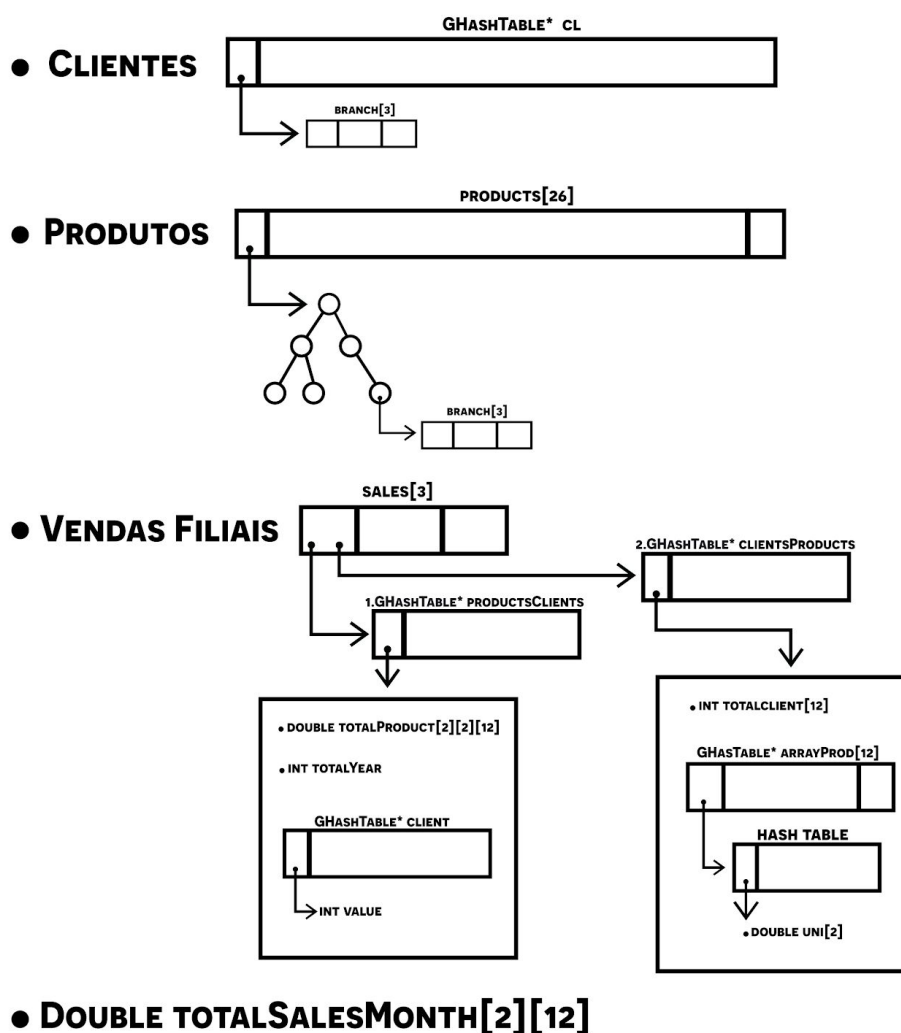 GHashTable* cl
• Clientes
branch[3]
products[26]
• Produtos
branch[3]
sales[3]
• Vendas Filiais
2.GHashTable* clientsProducts
1.GHashTable* productsClients
• double totalProduct[2][2][12]
• int totalYear
GHashTable* client
int value
• int totalclient[12]
GHasTable* arrayProd[12]
hash table
• double uni[2]
• Double totalSalesMonth[2][12]